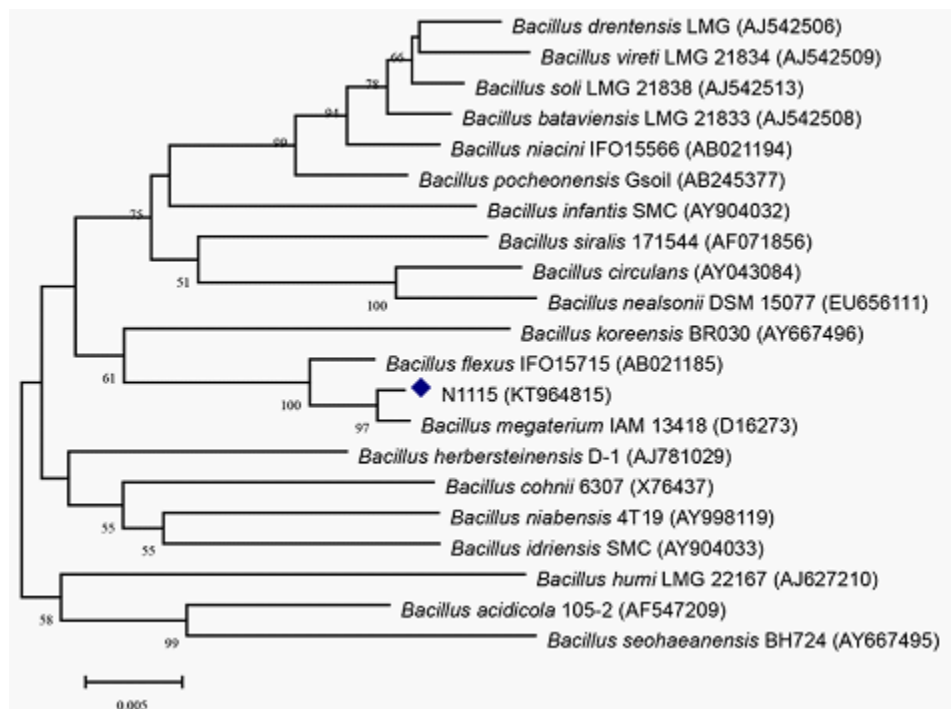 Bacillus drentensis LMG (AJ542506)
Bacillus vireti LMG 21834 (AJ542509)
66
Bacillus soli LMG 21838 (AJ542513)
78
Bacillus bataviensis LMG 21833 (AJ542508)
94
Bacillus niacini IFO15566 (AB021194)
99
Bacillus pocheonensis Gsoil (AB245377)
Bacillus infantis SMC (AY904032)
75
Bacillus siralis 171544 (AF071856)
Bacillus circulans (AY043084)
51
Bacillus nealsonii DSM 15077 (EU656111)
100
Bacillus koreensis BR030 (AY667496)
Bacillus flexus IFO15715 (AB021185)
61
N1115 (KT964815)
100
Bacillus megaterium IAM 13418 (D16273)
97
Bacillus herbersteinensis D-1 (AJ781029)
Bacillus cohnii 6307 (X76437)
Bacillus niabensis 4T19 (AY998119)
55
Bacillus idriensis SMC (AY904033)
55
Bacillus humi LMG 22167 (AJ627210)
Bacillus acidicola 105-2 (AF547209)
58
Bacillus seohaeanensis BH724 (AY667495)
99
0.005